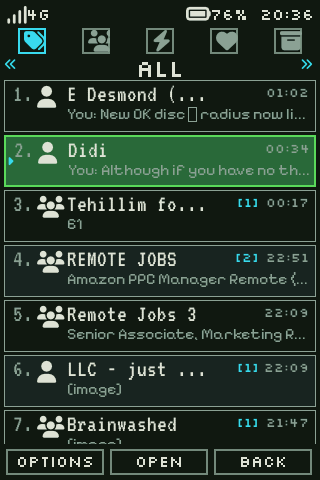 4G 76% 20:36
« »
ALL
1. E Desmond (... 01:02
You: New OK disc radius now li...
2. Didi 00:34
You: Although if you have no th...
3. Tehillim fo... [1] 00:17
61
4. REMOTE JOBS [2] 22:51
Amazon PPC Manager Remote (...
5. Remote Jobs 3 22:09
Senior Associate, Marketing R...
6. LLC - just ... [1] 22:09
(image)
7. Brainwashed [1] 21:47
(image)
OPTIONS OPEN BACK